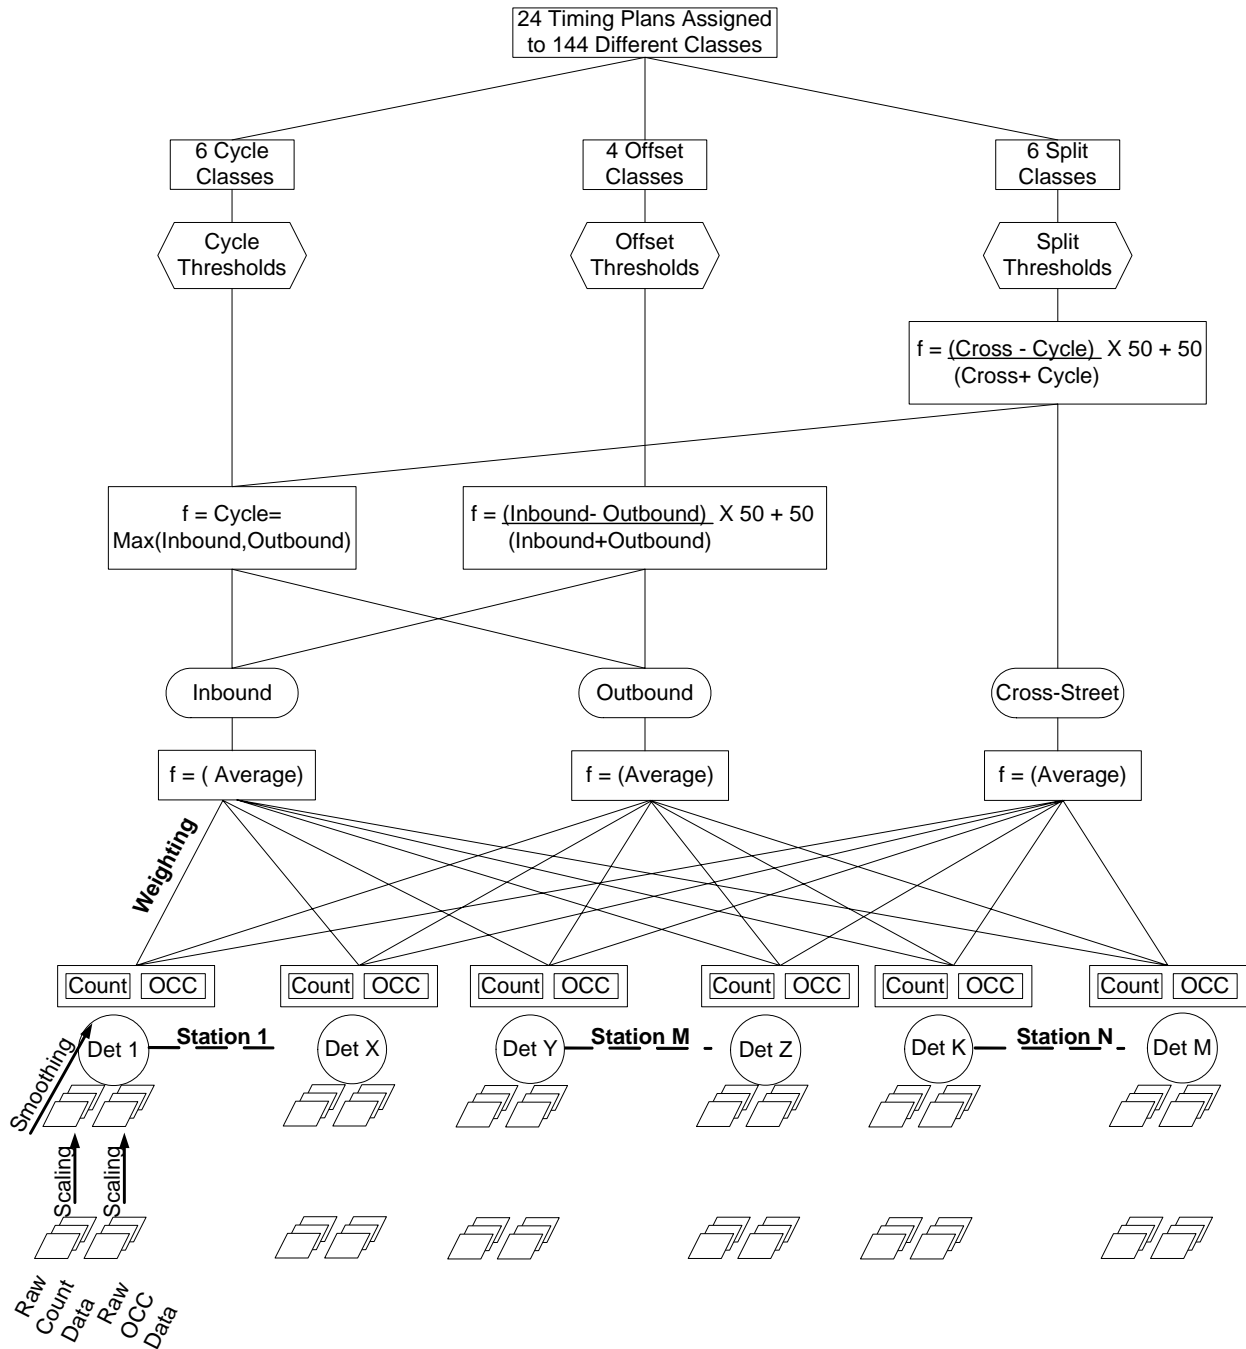 24 Timing Plans Assigned
to 144 Different Classes
6 Cycle
Classes
4 Offset
Classes
6 Split
Classes
Cycle
Thresholds
Offset
Thresholds
Split
Thresholds
f = (Cross - Cycle) X 50 + 50
(Cross+ Cycle)
f = Cycle=
Max(Inbound,Outbound)
f = (Inbound- Outbound) X 50 + 50
(Inbound+Outbound)
Inbound
Outbound
Cross-Street
f = ( Average)
f = (Average)
f = (Average)
Weighting
Count OCC
Count OCC
Count OCC
Count OCC
Count OCC
Count OCC
Smoothing
Det 1
Station 1
Det X
Det Y
Station M
Det Z
Det K
Station N
Det M
Scaling
Scaling
Raw
Count
Data
Raw
OCC
Data